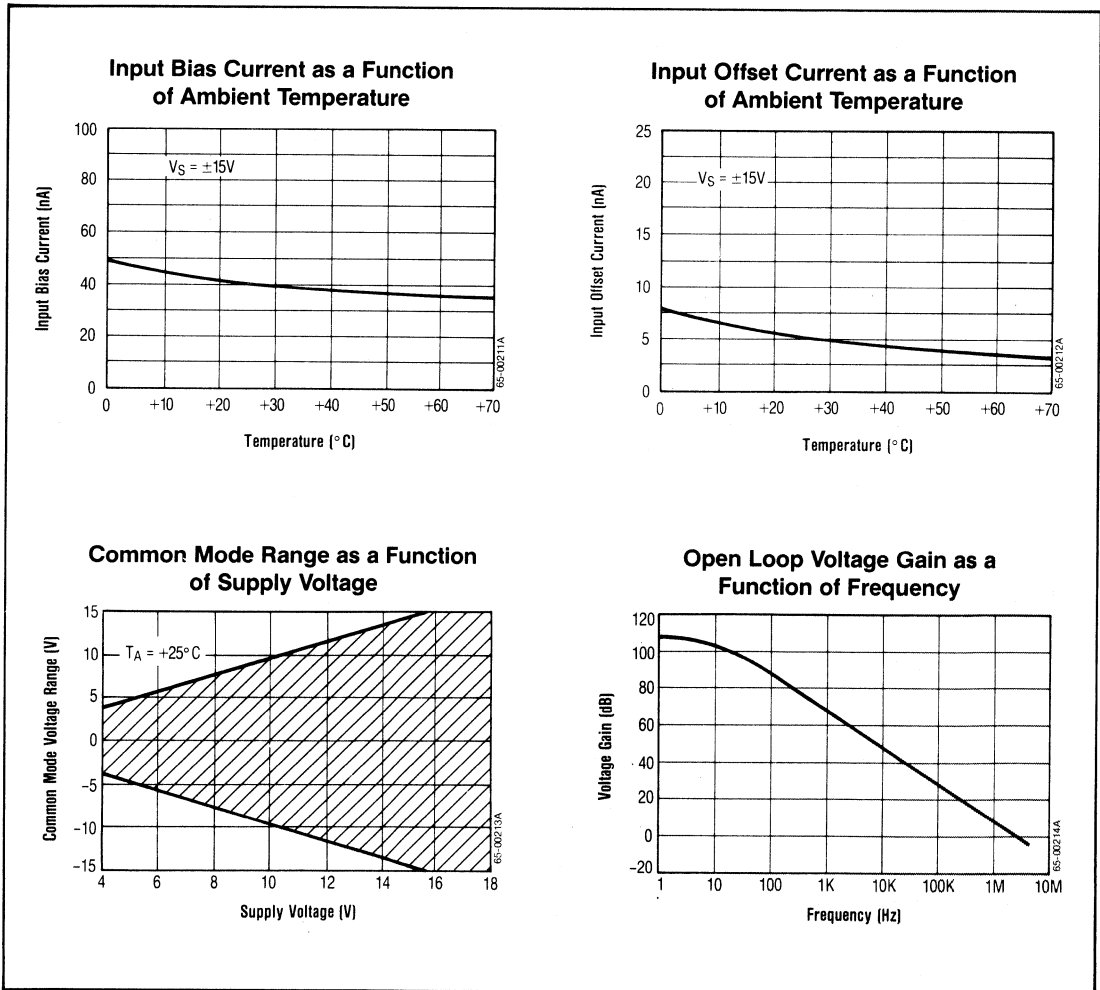 Input Bias Current as a Function
of Ambient Temperature
100
80
60
40
20
0
Input Bias Current (nA)
VS = ±15V
65-00211A
0 +10 +20 +30 +40 +50 +60 +70
Temperature (°C)
Input Offset Current as a Function
of Ambient Temperature
25
20
15
10
5
0
Input Offset Current (nA)
VS = ±15V
65-00212A
0 +10 +20 +30 +40 +50 +60 +70
Temperature (°C)
Common Mode Range as a Function
of Supply Voltage
15
10
5
0
−5
−10
−15
Common Mode Voltage Range (V)
TA = +25°C
65-00213A
4 6 8 10 12 14 16 18
Supply Voltage (V)
Open Loop Voltage Gain as a
Function of Frequency
120
100
80
60
40
20
0
−20
Voltage Gain (dB)
65-00214A
1 10 100 1K 10K 100K 1M 10M
Frequency (Hz)